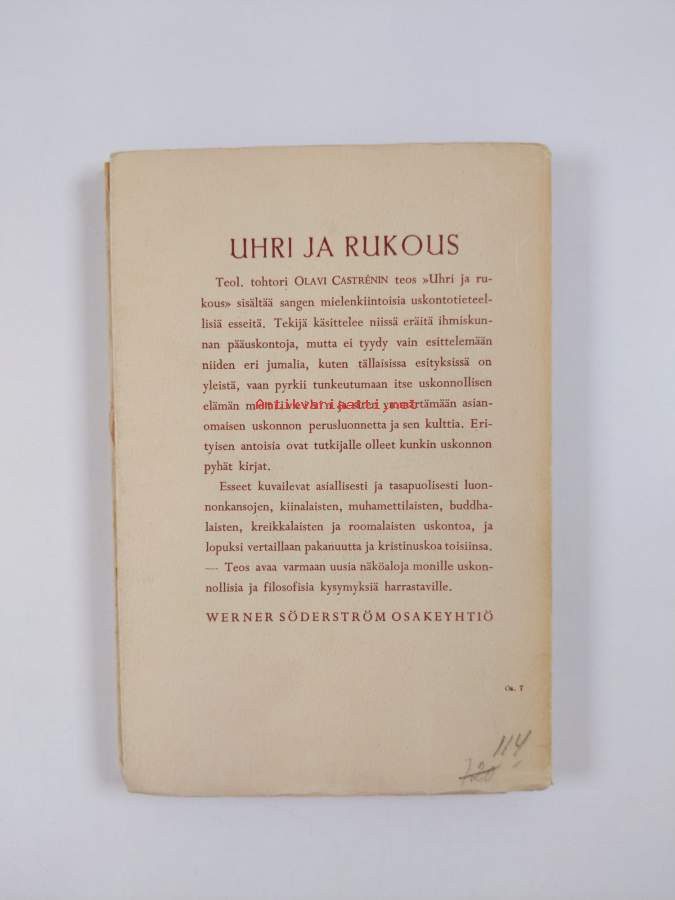 UHRI JA RUKOUS
Teol. tohtori OLAVI CASTRÉNIN teos »Uhri ja ru-
kous» sisältää sangen mielenkiintoisia uskontotieteel-
lisiä esseitä. Tekijä käsittelee niissä eräitä ihmiskun-
nan pääuskontoja, mutta ei tyydy vain esittelemään
niiden eri jumalia, kuten tällaisissa esityksissä on
yleistä, vaan pyrkii tunkeutumaan itse uskonnollisen
elämän ymmärtämään asian-
Antikvariaatti.net
omaisen uskonnon perusluonnetta ja sen kulttia. Eri-
tyisen antoisia ovat tutkijalle olleet kunkin uskonnon
pyhät kirjat.
Esseet kuvailevat asiallisesti ja tasapuolisesti luon-
nonkansojen, kiinalaisten, muhamettilaisten, buddha-
laisten, kreikkalaisten ja roomalaisten uskontoa, ja
lopuksi vertaillaan pakanuutta ja kristinuskoa toisiinsa.
— Teos avaa varmaan uusia näköaloja monille uskon-
nollisia ja filosofisia kysymyksiä harrastaville.
WERNER SÖDERSTRÖM OSAKEYHTIÖ
114